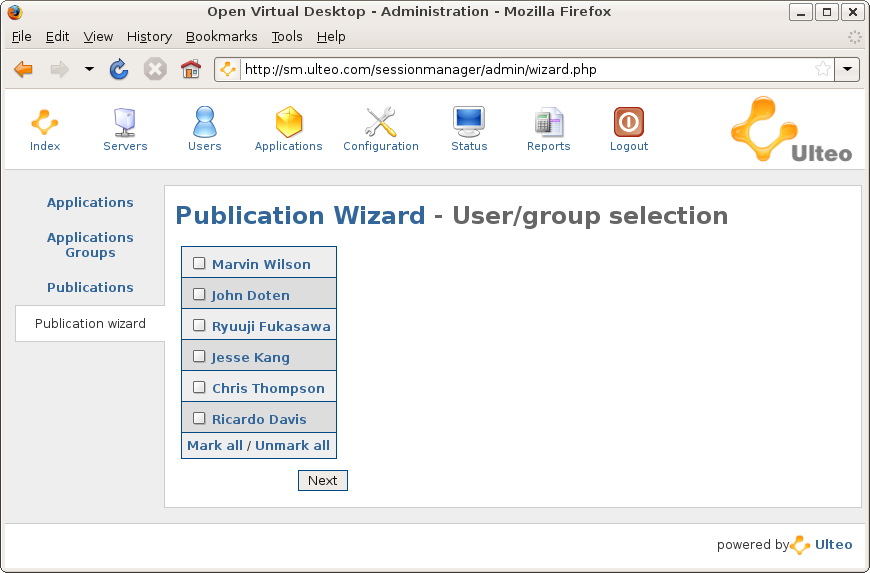 Open Virtual Desktop - Administration - Mozilla Firefox
File Edit View History Bookmarks Tools Help
http://sm.ulteo.com/sessionmanager/admin/wizard.php
Index Servers Users Applications Configuration Status Reports Logout
Ulteo
Applications
Applications
Groups
Publications
Publication wizard
Publication Wizard - User/group selection
Marvin Wilson
John Doten
Ryuuji Fukasawa
Jesse Kang
Chris Thompson
Ricardo Davis
Mark all / Unmark all
Next
powered by Ulteo